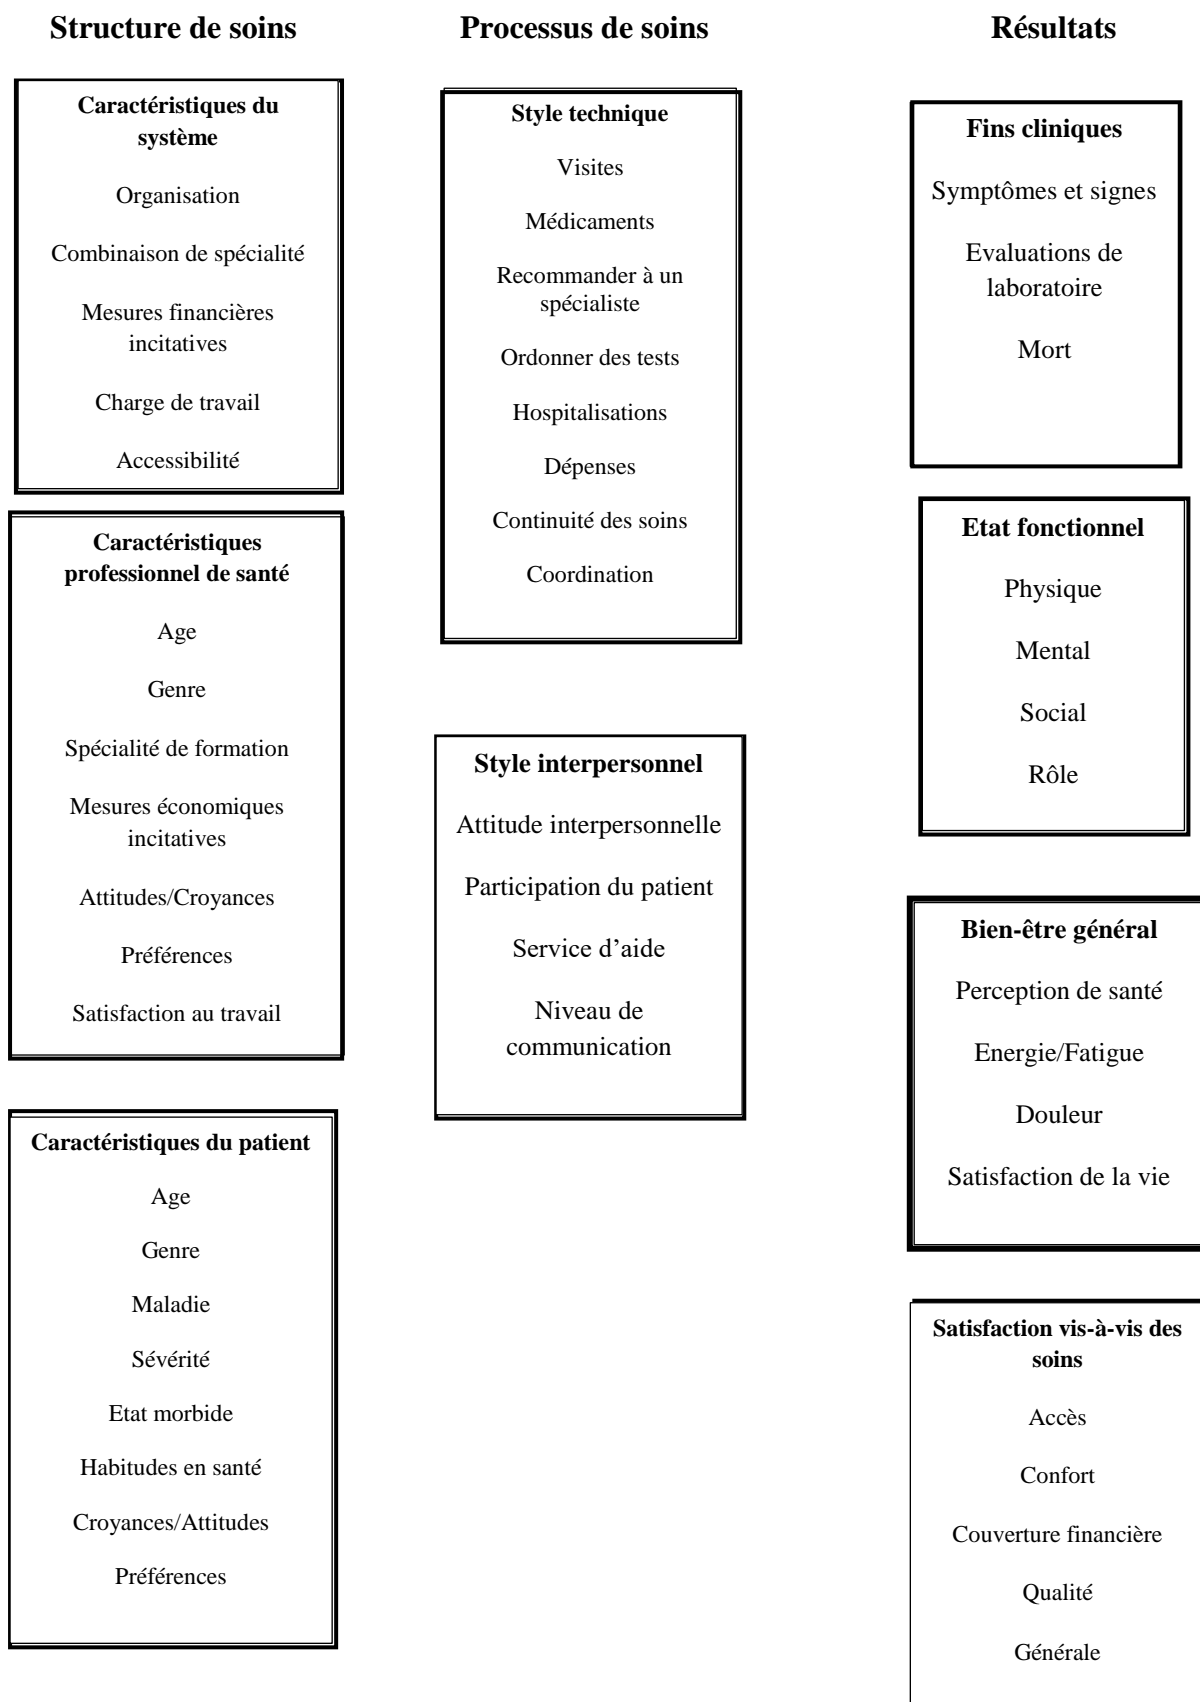 Structure de soins
Caractéristiques du
système
Organisation
Combinaison de spécialité
Mesures financières
incitatives
Charge de travail
Accessibilité
Caractéristiques
professionnel de santé
Age
Genre
Spécialité de formation
Mesures économiques
incitatives
Attitudes/Croyances
Préférences
Satisfaction au travail
Caractéristiques du patient
Age
Genre
Maladie
Sévérité
Etat morbide
Habitudes en santé
Croyances/Attitudes
Préférences
Processus de soins
Style technique
Visites
Médicaments
Recommander à un
spécialiste
Ordonner des tests
Hospitalisations
Dépenses
Continuité des soins
Coordination
Style interpersonnel
Attitude interpersonnelle
Participation du patient
Service d’aide
Niveau de
communication
Résultats
Fins cliniques
Symptômes et signes
Evaluations de
laboratoire
Mort
Etat fonctionnel
Physique
Mental
Social
Rôle
Bien-être général
Perception de santé
Energie/Fatigue
Douleur
Satisfaction de la vie
Satisfaction vis-à-vis des
soins
Accès
Confort
Couverture financière
Qualité
Générale